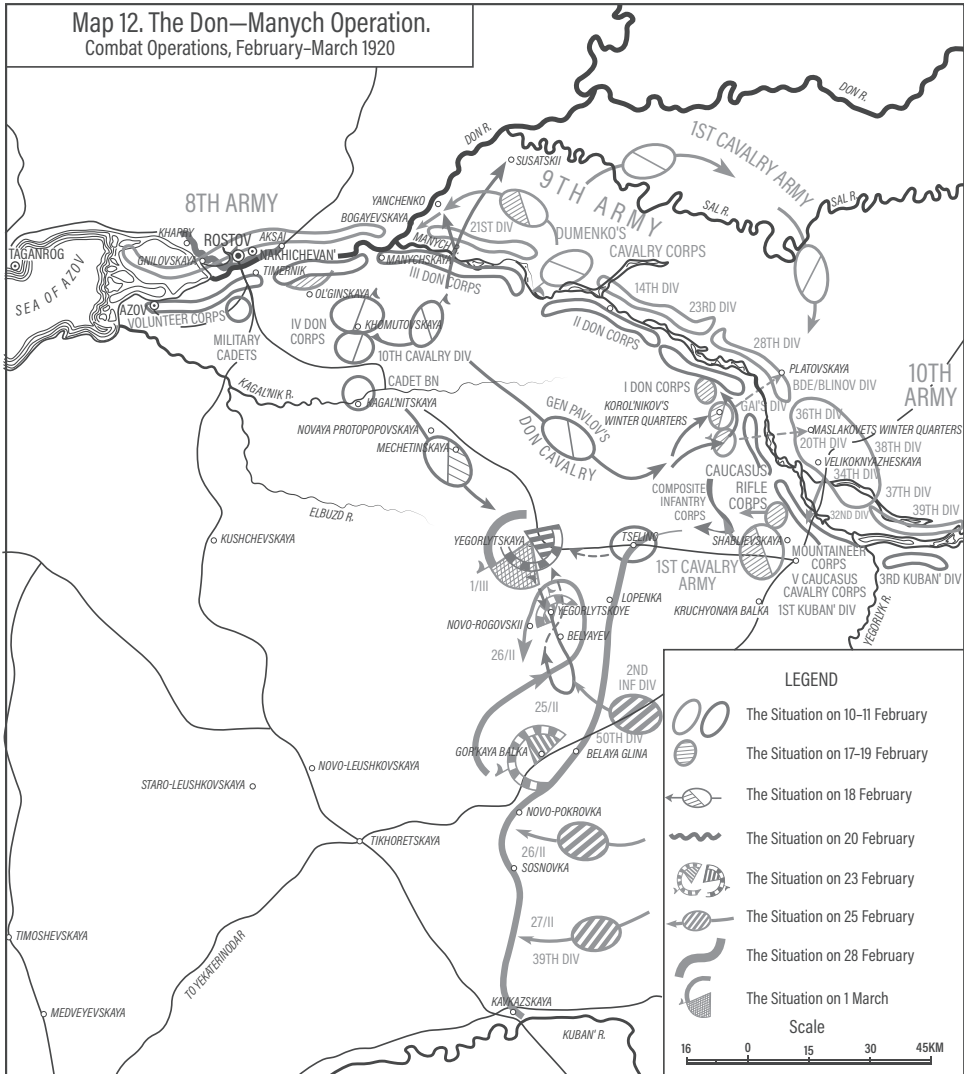 Map 12. The Don—Manych Operation.
Combat Operations, February–March 1920
DON R.
DON R.
1ST CAVALRY ARMY
SUSATSKII
9TH ARMY
SAL R.
SAL R.
8TH ARMY
YANCHENKO
BOGAYEVSKAYA
21ST DIV
DUMENKO'S
CAVALRY CORPS
KHARPY
ROSTOV
AKSAI
NAKHICHEVAN'
MANYCH
MANYCHSKAYA
TAGANROG
GNILOVSKAYA
TIMERNIK
III DON CORPS
SEA OF AZOV
OL'GINSKAYA
14TH DIV
AZOV
VOLUNTEER CORPS
IV DON
CORPS
KHOMUTOVSKAYA
23RD DIV
II DON CORPS
MILITARY
CADETS
10TH CAVALRY DIV
28TH DIV
PLATOVSKAYA
BDE/BLINOV DIV
10TH
ARMY
KAGAL'NIK R.
CADET BN
KAGAL'NITSKAYA
GEN PAVLOV'S
DON CAVALRY
I DON CORPS
KOROL'NIKOV'S
WINTER QUARTERS
GAI'S DIV
36TH DIV
MASLAKOVETS WINTER QUARTERS
20TH DIV
38TH DIV
NOVAYA PROTOPOPOVSKAYA
MECHETINSKAYA
VELIKOKNYAZHESKAYA
34TH DIV
CAUCASUS
RIFLE
CORPS
COMPOSITE
INFANTRY
CORPS
37TH DIV
39TH DIV
32ND DIV
ELBUZD R.
KUSHCHEVSKAYA
YEGORLYTSKAYA
TSELINO
SHABLIEVSKAYA
1ST CAVALRY
ARMY
MOUNTAINEER
CORPS
V CAUCASUS
CAVALRY CORPS
1ST KUBAN' DIV
3RD KUBAN' DIV
1/III
LOPENKA
KRUCHYONAYA BALKA
YEGORLYK R.
YEGORLYTSKOYE
NOVO-ROGOVSKII
BELYAYEV
26/II
2ND
INF DIV
25/II
50TH DIV
GOR'KAYA BALKA
BELAYA GLINA
NOVO-LEUSHKOVSKAYA
STARO-LEUSHKOVSKAYA
NOVO-POKROVKA
TIKHORETSKAYA
26/II
SOSNOVKA
27/II
39TH DIV
TIMOSHEVSKAYA
TO YEKATERINODAR
MEDVEYEVSKAYA
KAVKAZSKAYA
KUBAN' R.
LEGEND
The Situation on 10–11 February
The Situation on 17–19 February
The Situation on 18 February
The Situation on 20 February
The Situation on 23 February
The Situation on 25 February
The Situation on 28 February
The Situation on 1 March
Scale
16 0 15 30 45KM